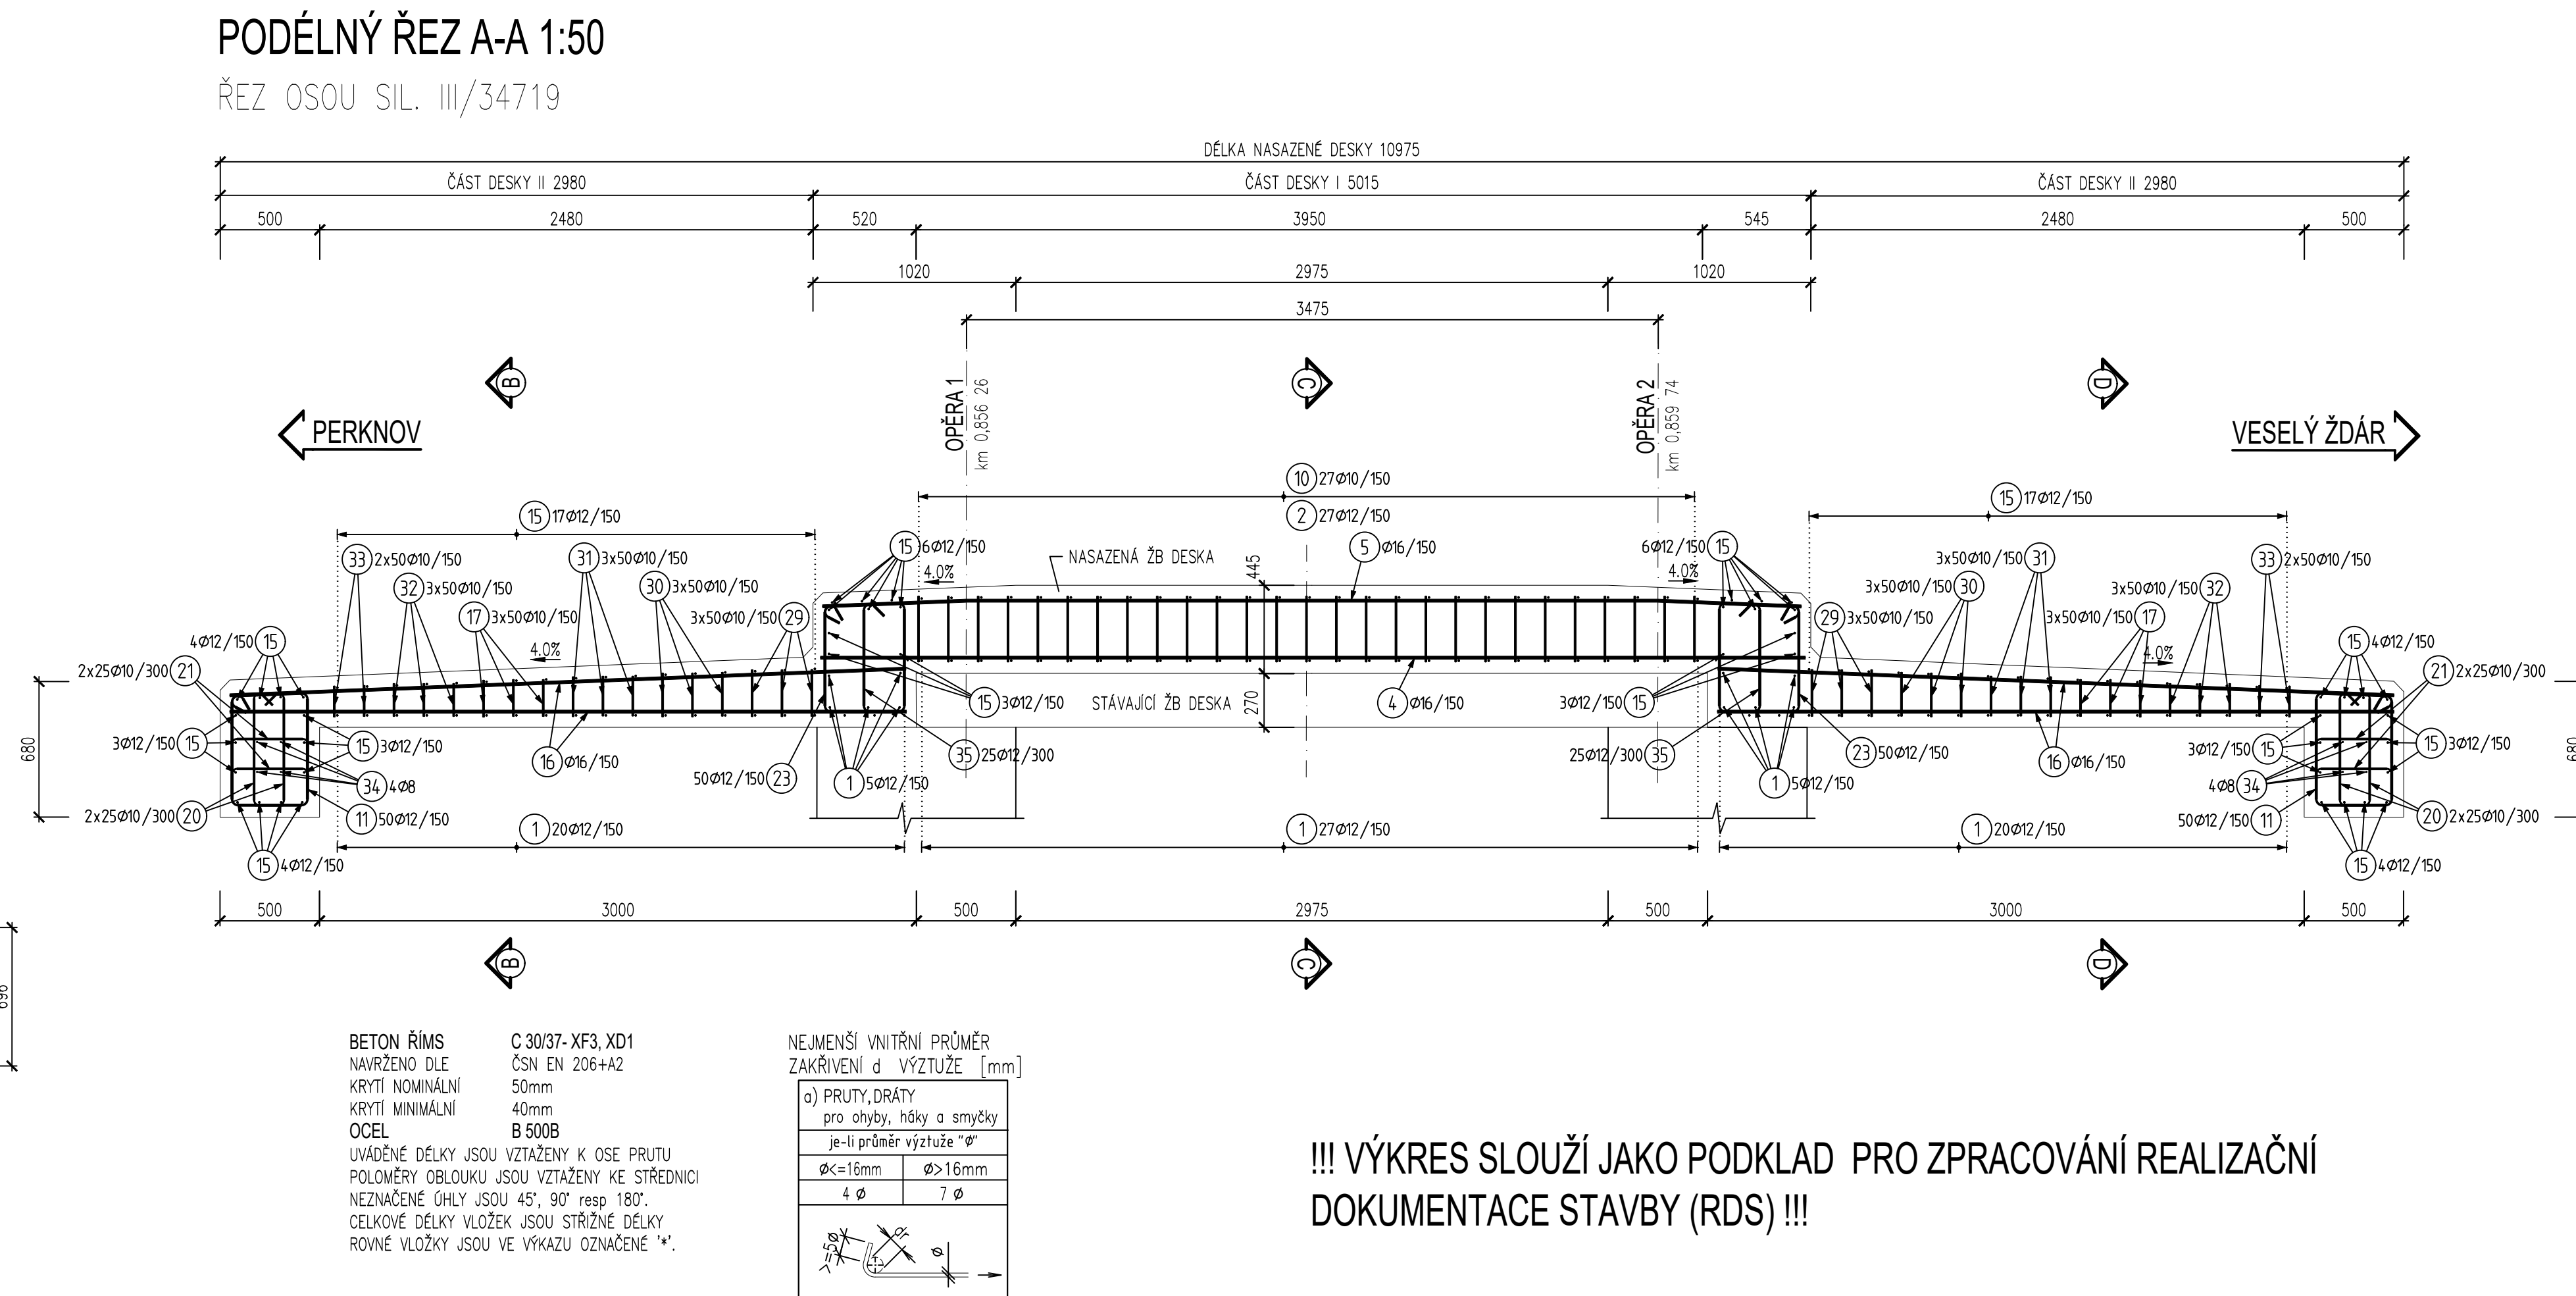 PODÉLNÝ ŘEZ A-A 1:50
ŘEZ OSOU SIL. III/34719
DÉLKA NASAZENÉ DESKY 10975
ČÁST DESKY II 2980
ČÁST DESKY I 5015
ČÁST DESKY II 2980
500 2480 520 3950 545 2480 500
1020 2975 1020
3475
B C D
OPĚRA 1
km 0,856 26
OPĚRA 2
km 0,859 74
PERKNOV
VESELÝ ŽDÁR
10 27Ø10/150
2 27Ø12/150
15 17Ø12/150
15 17Ø12/150
33 2x50Ø10/150
32 3x50Ø10/150
17 3x50Ø10/150
31 3x50Ø10/150
30 3x50Ø10/150
3x50Ø10/150 29
15 6Ø12/150
4.0%
NASAZENÁ ŽB DESKA
445
5 Ø16/150
6Ø12/150 15
4.0%
29 3x50Ø10/150
3x50Ø10/150 30
3x50Ø10/150 31
3x50Ø10/150 17
3x50Ø10/150 32
33 2x50Ø10/150
4Ø12/150 15
4.0%
4.0%
15 4Ø12/150
2x25Ø10/300 21
21 2x25Ø10/300
680
3Ø12/150 15
15 3Ø12/150
16 Ø16/150
34 4Ø8
2x25Ø10/300 20
11 50Ø12/150
15 4Ø12/150
50Ø12/150 23
1 5Ø12/150
35 25Ø12/300
15 3Ø12/150
STÁVAJÍCÍ ŽB DESKA
270
4 Ø16/150
3Ø12/150 15
25Ø12/300 35
1 5Ø12/150
23 50Ø12/150
16 Ø16/150
3Ø12/150 15
15 3Ø12/150
4Ø8 34
50Ø12/150 11
20 2x25Ø10/300
15 4Ø12/150
680
1 20Ø12/150
1 27Ø12/150
1 20Ø12/150
500 3000 500 2975 500 3000 500
B C D
696
BETON ŘÍMS C 30/37- XF3, XD1
NAVRŽENO DLE ČSN EN 206+A2
KRYTÍ NOMINÁLNÍ 50mm
KRYTÍ MINIMÁLNÍ 40mm
OCEL B 500B
UVÁDĚNÉ DÉLKY JSOU VZTAŽENY K OSE PRUTU
POLOMĚRY OBLOUKU JSOU VZTAŽENY KE STŘEDNICI
NEZNAČENÉ ÚHLY JSOU 45°, 90° resp 180°.
CELKOVÉ DÉLKY VLOŽEK JSOU STŘIŽNÉ DÉLKY
ROVNÉ VLOŽKY JSOU VE VÝKAZU OZNAČENÉ '*'.
NEJMENŠÍ VNITŘNÍ PRŮMĚR
ZAKŘIVENÍ d VÝZTUŽE [mm]
a) PRUTY,DRÁTY
pro ohyby, háky a smyčky
je-li průměr výztuže "Ø"
Ø<=16mm Ø>16mm
4 Ø 7 Ø
>=5Ø dr Ø
!!! VÝKRES SLOUŽÍ JAKO PODKLAD PRO ZPRACOVÁNÍ REALIZAČNÍ
DOKUMENTACE STAVBY (RDS) !!!